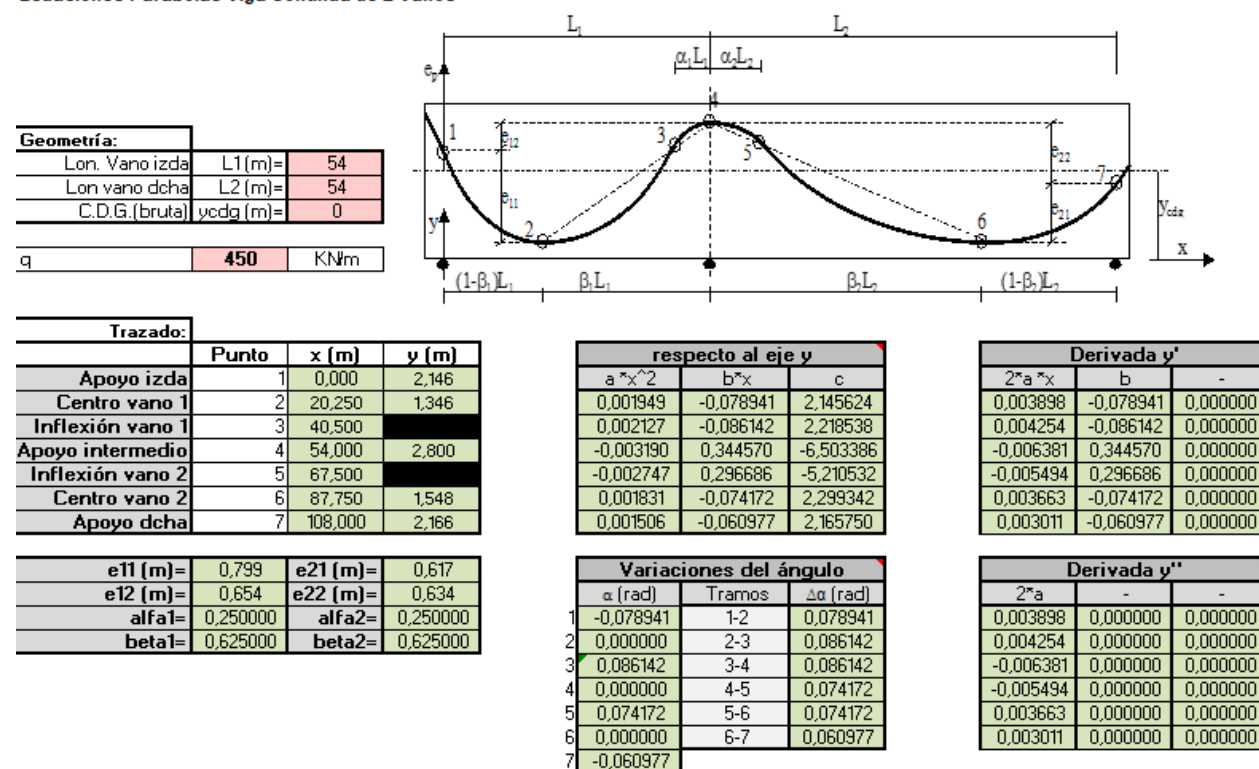 L₁ L₂
α₁L₁ α₂L₂
eₚ
4
1 e₁₂ 3 5 e₂₂ 7
e₁₁ e₂₁
y 2 6 y_cdg
x
(1-β₁)L₁ β₁L₁ β₂L₂ (1-β₂)L₂
Geometría:
Lon. Vano izda L1(m)= 54
Lon vano dcha L2 (m)= 54
C.D.G.(bruta) ycdg (m)= 0
q 450 KN/m
Trazado:
Punto x (m) y (m)
Apoyo izda 1 0,000 2,146
Centro vano 1 2 20,250 1,346
Inflexión vano 1 3 40,500
Apoyo intermedio 4 54,000 2,800
Inflexión vano 2 5 67,500
Centro vano 2 6 87,750 1,548
Apoyo dcha 7 108,000 2,166
respecto al eje y
a *x^2 b*x c
0,001949 -0,078941 2,145624
0,002127 -0,086142 2,218538
-0,003190 0,344570 -6,503386
-0,002747 0,296686 -5,210532
0,001831 -0,074172 2,299342
0,001506 -0,060977 2,165750
Derivada y'
2*a *x b -
0,003898 -0,078941 0,000000
0,004254 -0,086142 0,000000
-0,006381 0,344570 0,000000
-0,005494 0,296686 0,000000
0,003663 -0,074172 0,000000
0,003011 -0,060977 0,000000
e11 (m)= 0,799 e21 (m)= 0,617
e12 (m)= 0,654 e22 (m)= 0,634
alfa1= 0,250000 alfa2= 0,250000
beta1= 0,625000 beta2= 0,625000
Variaciones del ángulo
α (rad) Tramos Δα (rad)
1 -0,078941 1-2 0,078941
2 0,000000 2-3 0,086142
3 0,086142 3-4 0,086142
4 0,000000 4-5 0,074172
5 0,074172 5-6 0,074172
6 0,000000 6-7 0,060977
7 -0,060977
Derivada y''
2*a - -
0,003898 0,000000 0,000000
0,004254 0,000000 0,000000
-0,006381 0,000000 0,000000
-0,005494 0,000000 0,000000
0,003663 0,000000 0,000000
0,003011 0,000000 0,000000